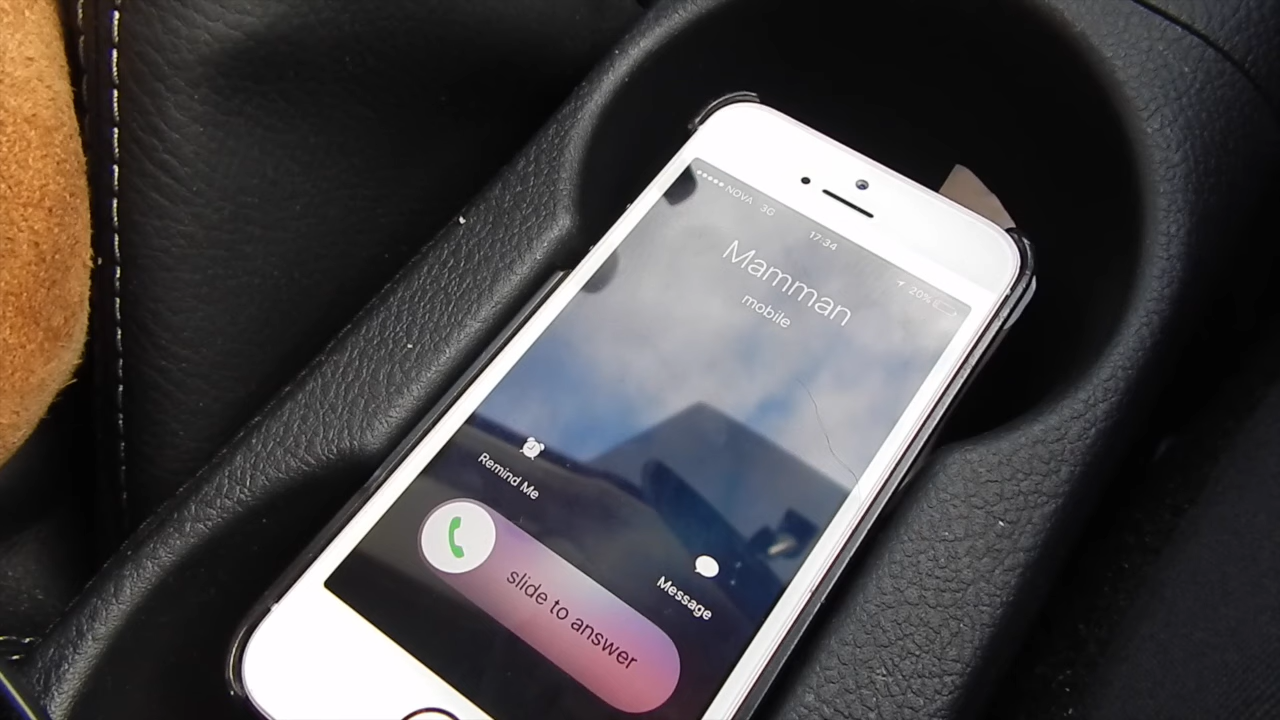 NOVA 3G 17:34 20%
Mamman
mobile
Remind Me
Message
slide to answer